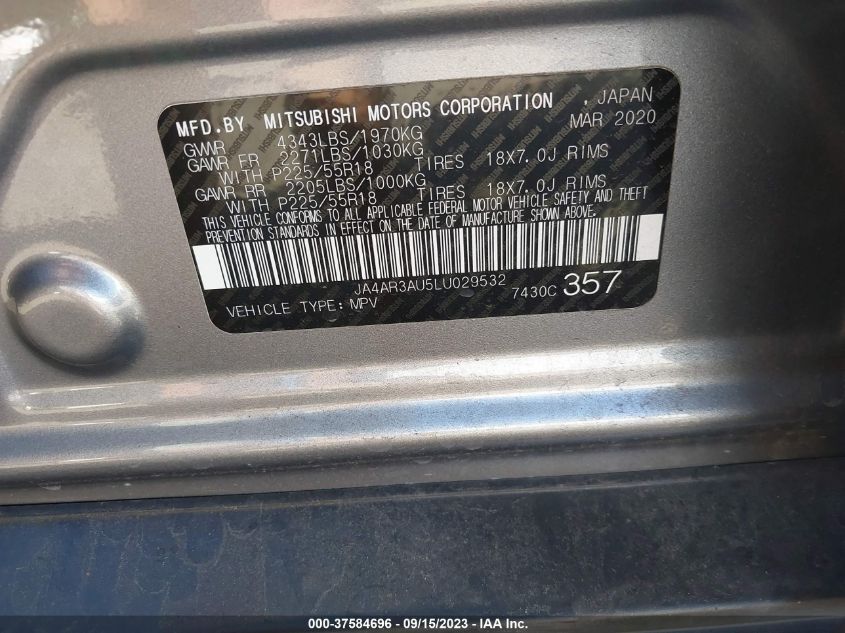 MFD.BY MITSUBISHI MOTORS CORPORATION , JAPAN
GVWR 4343LBS/1970KG MAR 2020
GAWR FR 2271LBS/1030KG
WITH P225/55R18 TIRES 18X7.0J RIMS
GAWR RR 2205LBS/1000KG
WITH P225/55R18 TIRES 18X7.0J RIMS
THIS VEHICLE CONFORMS TO ALL APPLICABLE FEDERAL MOTOR VEHICLE SAFETY AND THEFT
PREVENTION STANDARDS IN EFFECT ON THE DATE OF MANUFACTURE SHOWN ABOVE.
JA4AR3AU5LU029532
VEHICLE TYPE: MPV 7430C 357
000-37584696 - 09/15/2023 - © IAA Inc.